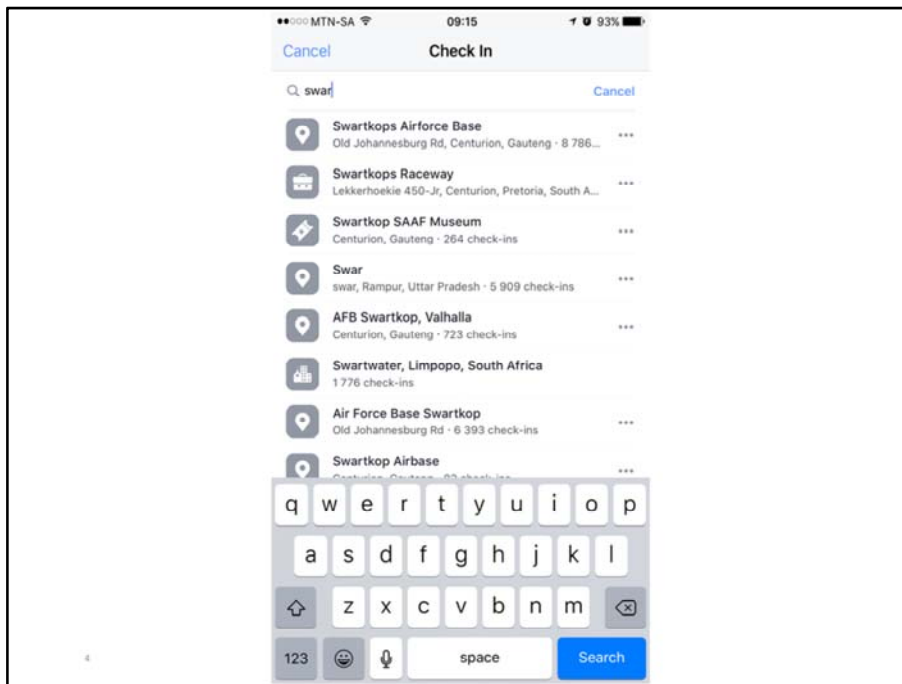 MTN-SA 09:15 93%
Cancel Check In
swar Cancel
Swartkops Airforce Base
Old Johannesburg Rd, Centurion, Gauteng · 8 786...
Swartkops Raceway
Lekkerhoekie 450-Jr, Centurion, Pretoria, South A...
Swartkop SAAF Museum
Centurion, Gauteng · 264 check-ins
Swar
swar, Rampur, Uttar Pradesh · 5 909 check-ins
AFB Swartkop, Valhalla
Centurion, Gauteng · 723 check-ins
Swartwater, Limpopo, South Africa
1 776 check-ins
Air Force Base Swartkop
Old Johannesburg Rd · 6 393 check-ins
Swartkop Airbase
q w e r t y u i o p
a s d f g h j k l
z x c v b n m
123 space Search
4